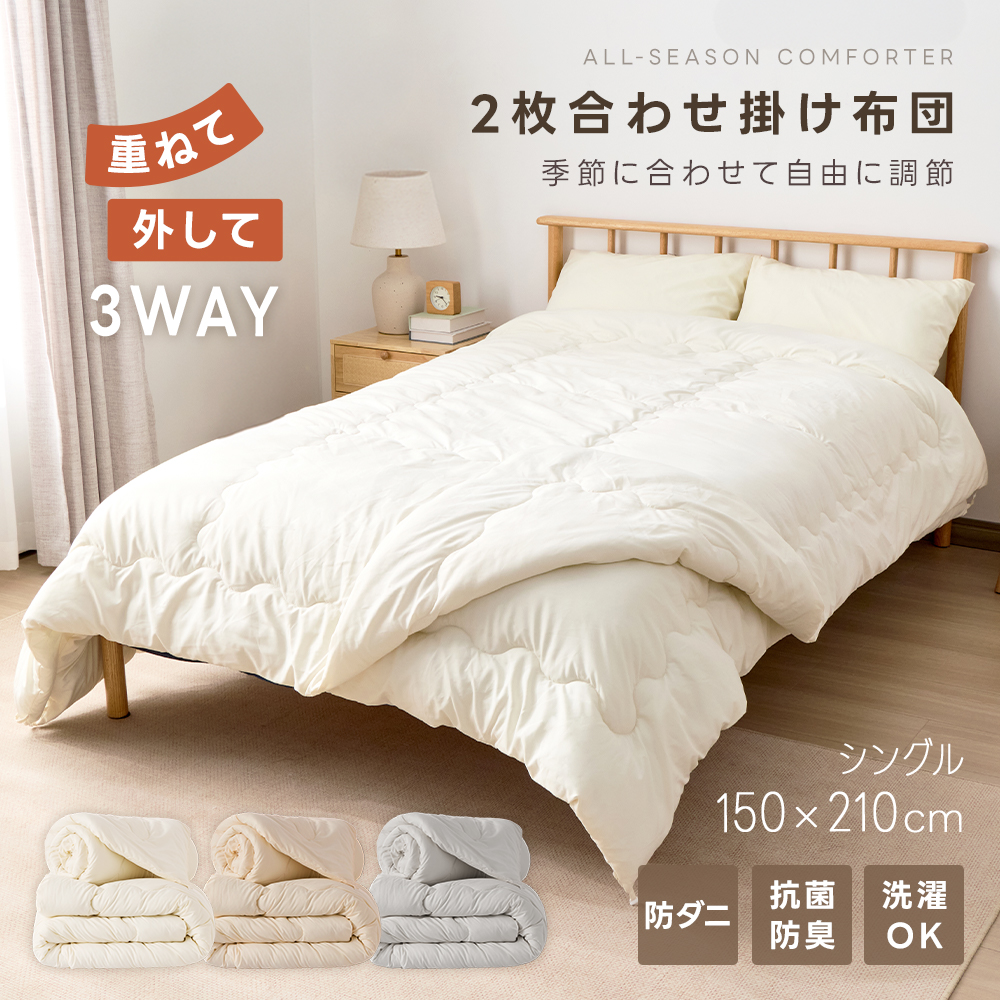 ALL-SEASON COMFORTER
2枚合わせ掛け布団
季節に合わせて自由に調節
重ねて
外して
3WAY
シングル
150×210cm
防ダニ
抗菌
防臭
洗濯
OK